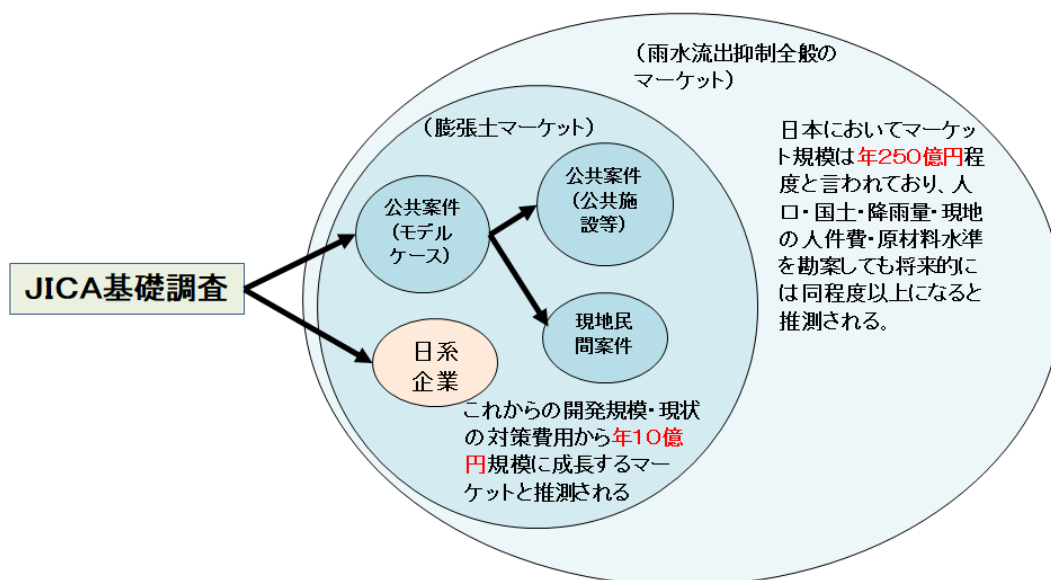 JICA基礎調査
(雨水流出抑制全般の
マーケット)
(膨張土マーケット)
公共案件
(モデル
ケース)
公共案件
(公共施
設等)
現地民
間案件
日系
企業
これからの開発規模・現状
の対策費用から年10億
円規模に成長するマー
ケットと推測される
日本においてマーケッ
ト規模は年250億円程
度と言われており、人
口・国土・降雨量・現地
の人件費・原材料水準
を勘案しても将来的に
は同程度以上になると
推測される。